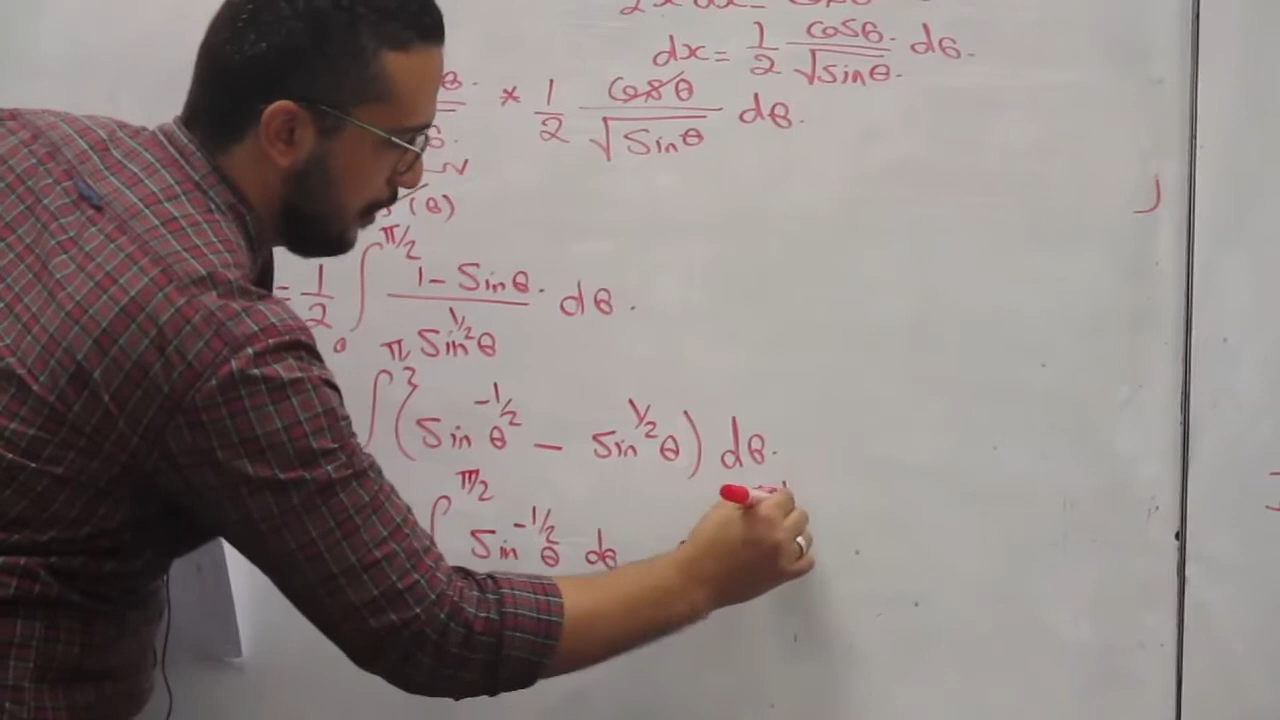 dx = 1/2 cosθ/√sinθ dθ.
* 1/2 cosθ/√Sinθ dθ.
(θ)
= 1/2 ∫₀^π/2 1 - Sinθ / Sin^1/2 θ dθ.
∫^π/2 (Sin^-1/2 θ - Sin^1/2 θ) dθ.
∫^π/2 Sin^-1/2 θ dθ